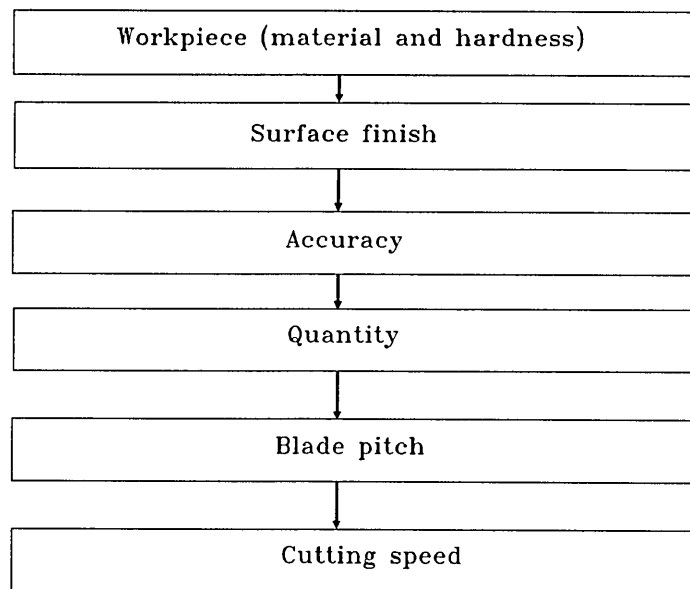 Workpiece (material and hardness)
Surface finish
Accuracy
Quantity
Blade pitch
Cutting speed